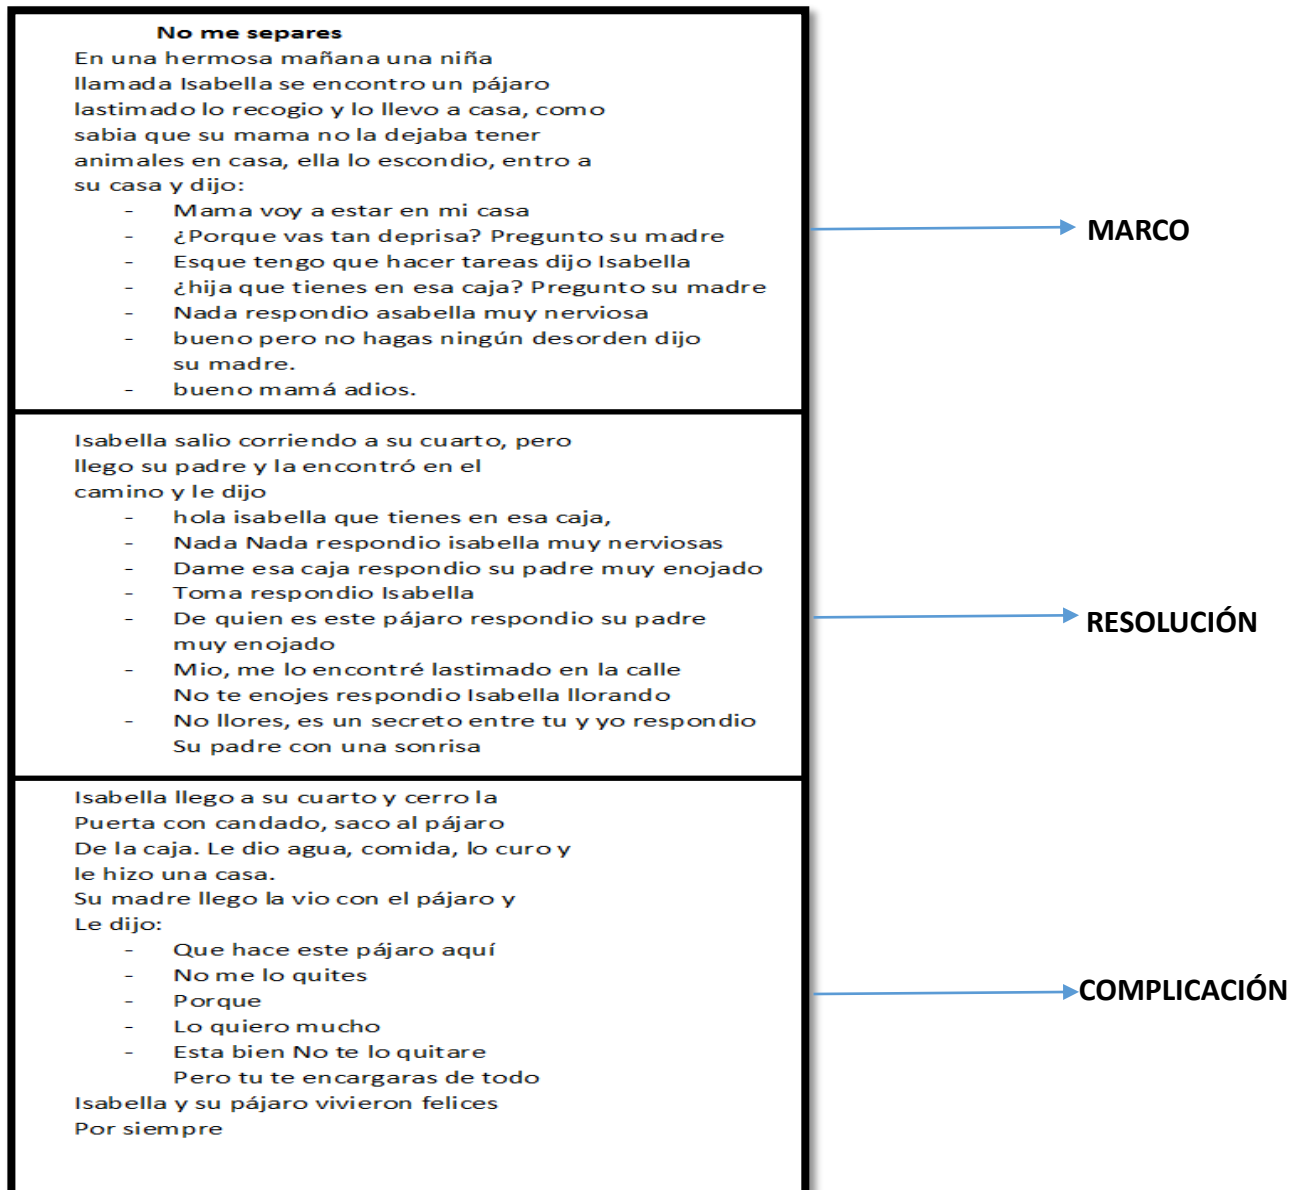 No me separes
En una hermosa mañana una niña
llamada Isabella se encontro un pájaro
lastimado lo recogio y lo llevo a casa, como
sabia que su mama no la dejaba tener
animales en casa, ella lo escondio, entro a
su casa y dijo:
- Mama voy a estar en mi casa
- ¿Porque vas tan deprisa? Pregunto su madre
- Esque tengo que hacer tareas dijo Isabella
- ¿hija que tienes en esa caja? Pregunto su madre
- Nada respondio asabella muy nerviosa
- bueno pero no hagas ningún desorden dijo
su madre.
- bueno mamá adios.
MARCO
Isabella salio corriendo a su cuarto, pero
llego su padre y la encontró en el
camino y le dijo
- hola isabella que tienes en esa caja,
- Nada Nada respondio isabella muy nerviosas
- Dame esa caja respondio su padre muy enojado
- Toma respondio Isabella
- De quien es este pájaro respondio su padre
muy enojado
- Mio, me lo encontré lastimado en la calle
No te enojes respondio Isabella llorando
- No llores, es un secreto entre tu y yo respondio
Su padre con una sonrisa
RESOLUCIÓN
Isabella llego a su cuarto y cerro la
Puerta con candado, saco al pájaro
De la caja. Le dio agua, comida, lo curo y
le hizo una casa.
Su madre llego la vio con el pájaro y
Le dijo:
- Que hace este pájaro aquí
- No me lo quites
- Porque
- Lo quiero mucho
- Esta bien No te lo quitare
Pero tu te encargaras de todo
Isabella y su pájaro vivieron felices
Por siempre
COMPLICACIÓN